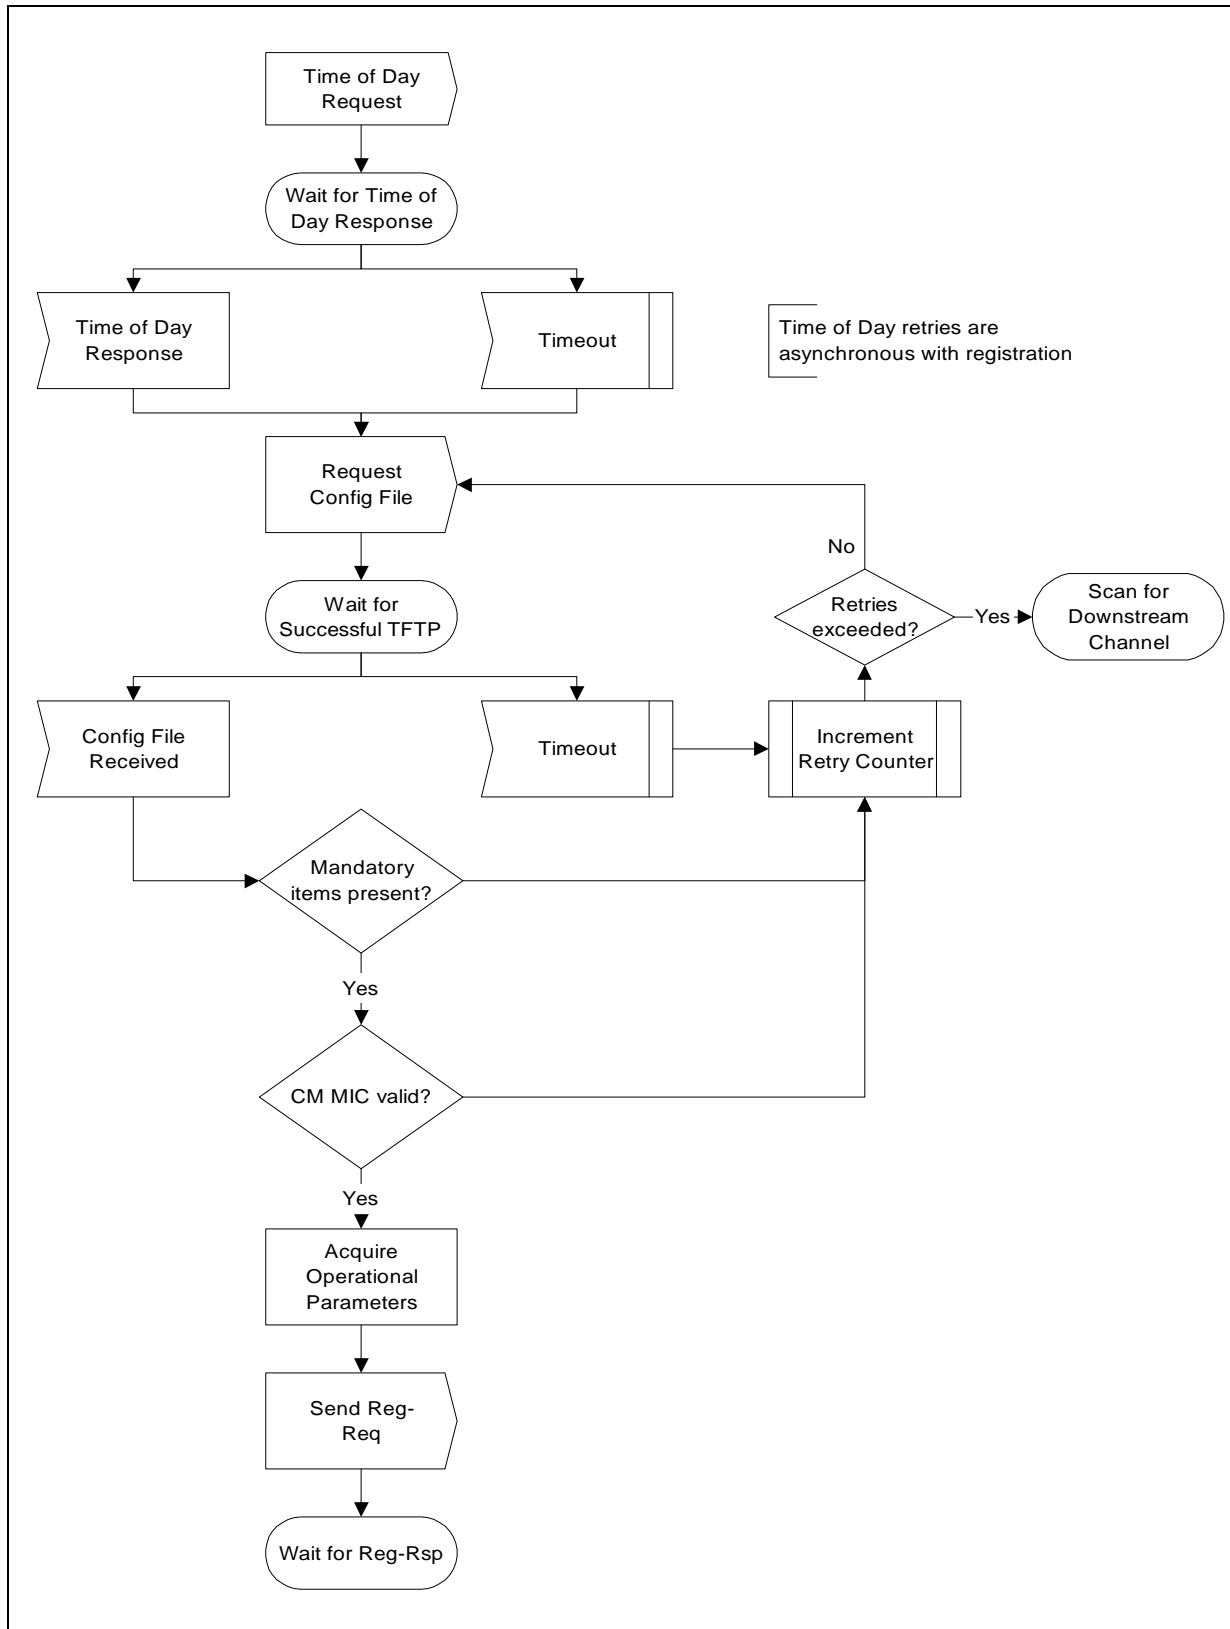 Time of Day
Request
Wait for Time of
Day Response
Time of Day
Response
Timeout
Time of Day retries are
asynchronous with registration
Request
Config File
No
Wait for
Successful TFTP
Retries
exceeded?
Yes
Scan for
Downstream
Channel
Config File
Received
Timeout
Increment
Retry Counter
Mandatory
items present?
Yes
CM MIC valid?
Yes
Acquire
Operational
Parameters
Send Reg-
Req
Wait for Reg-Rsp